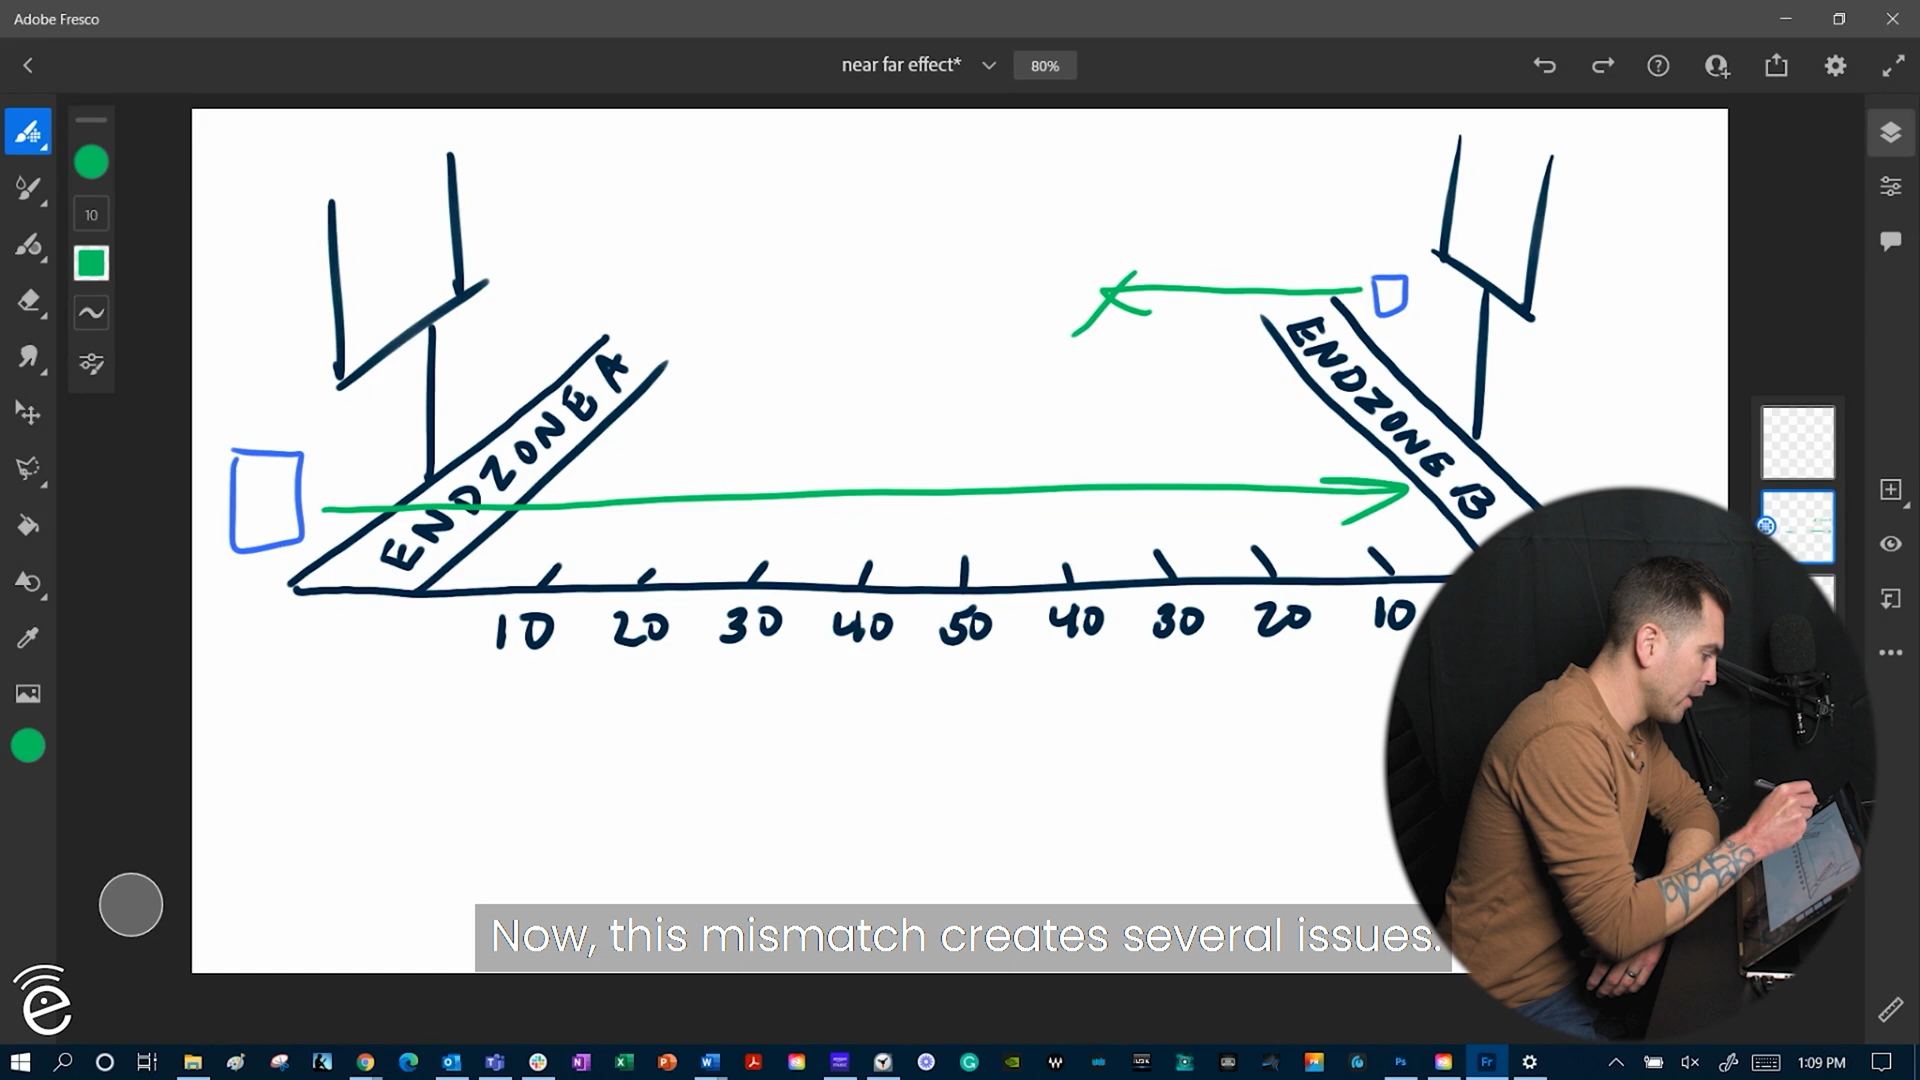 Adobe Fresco
near far effect*
80%
10
ENDZONE A
ENDZONE B
10 20 30 40 50 40 30 20 10
Now, this mismatch creates several issues.
1:09 PM